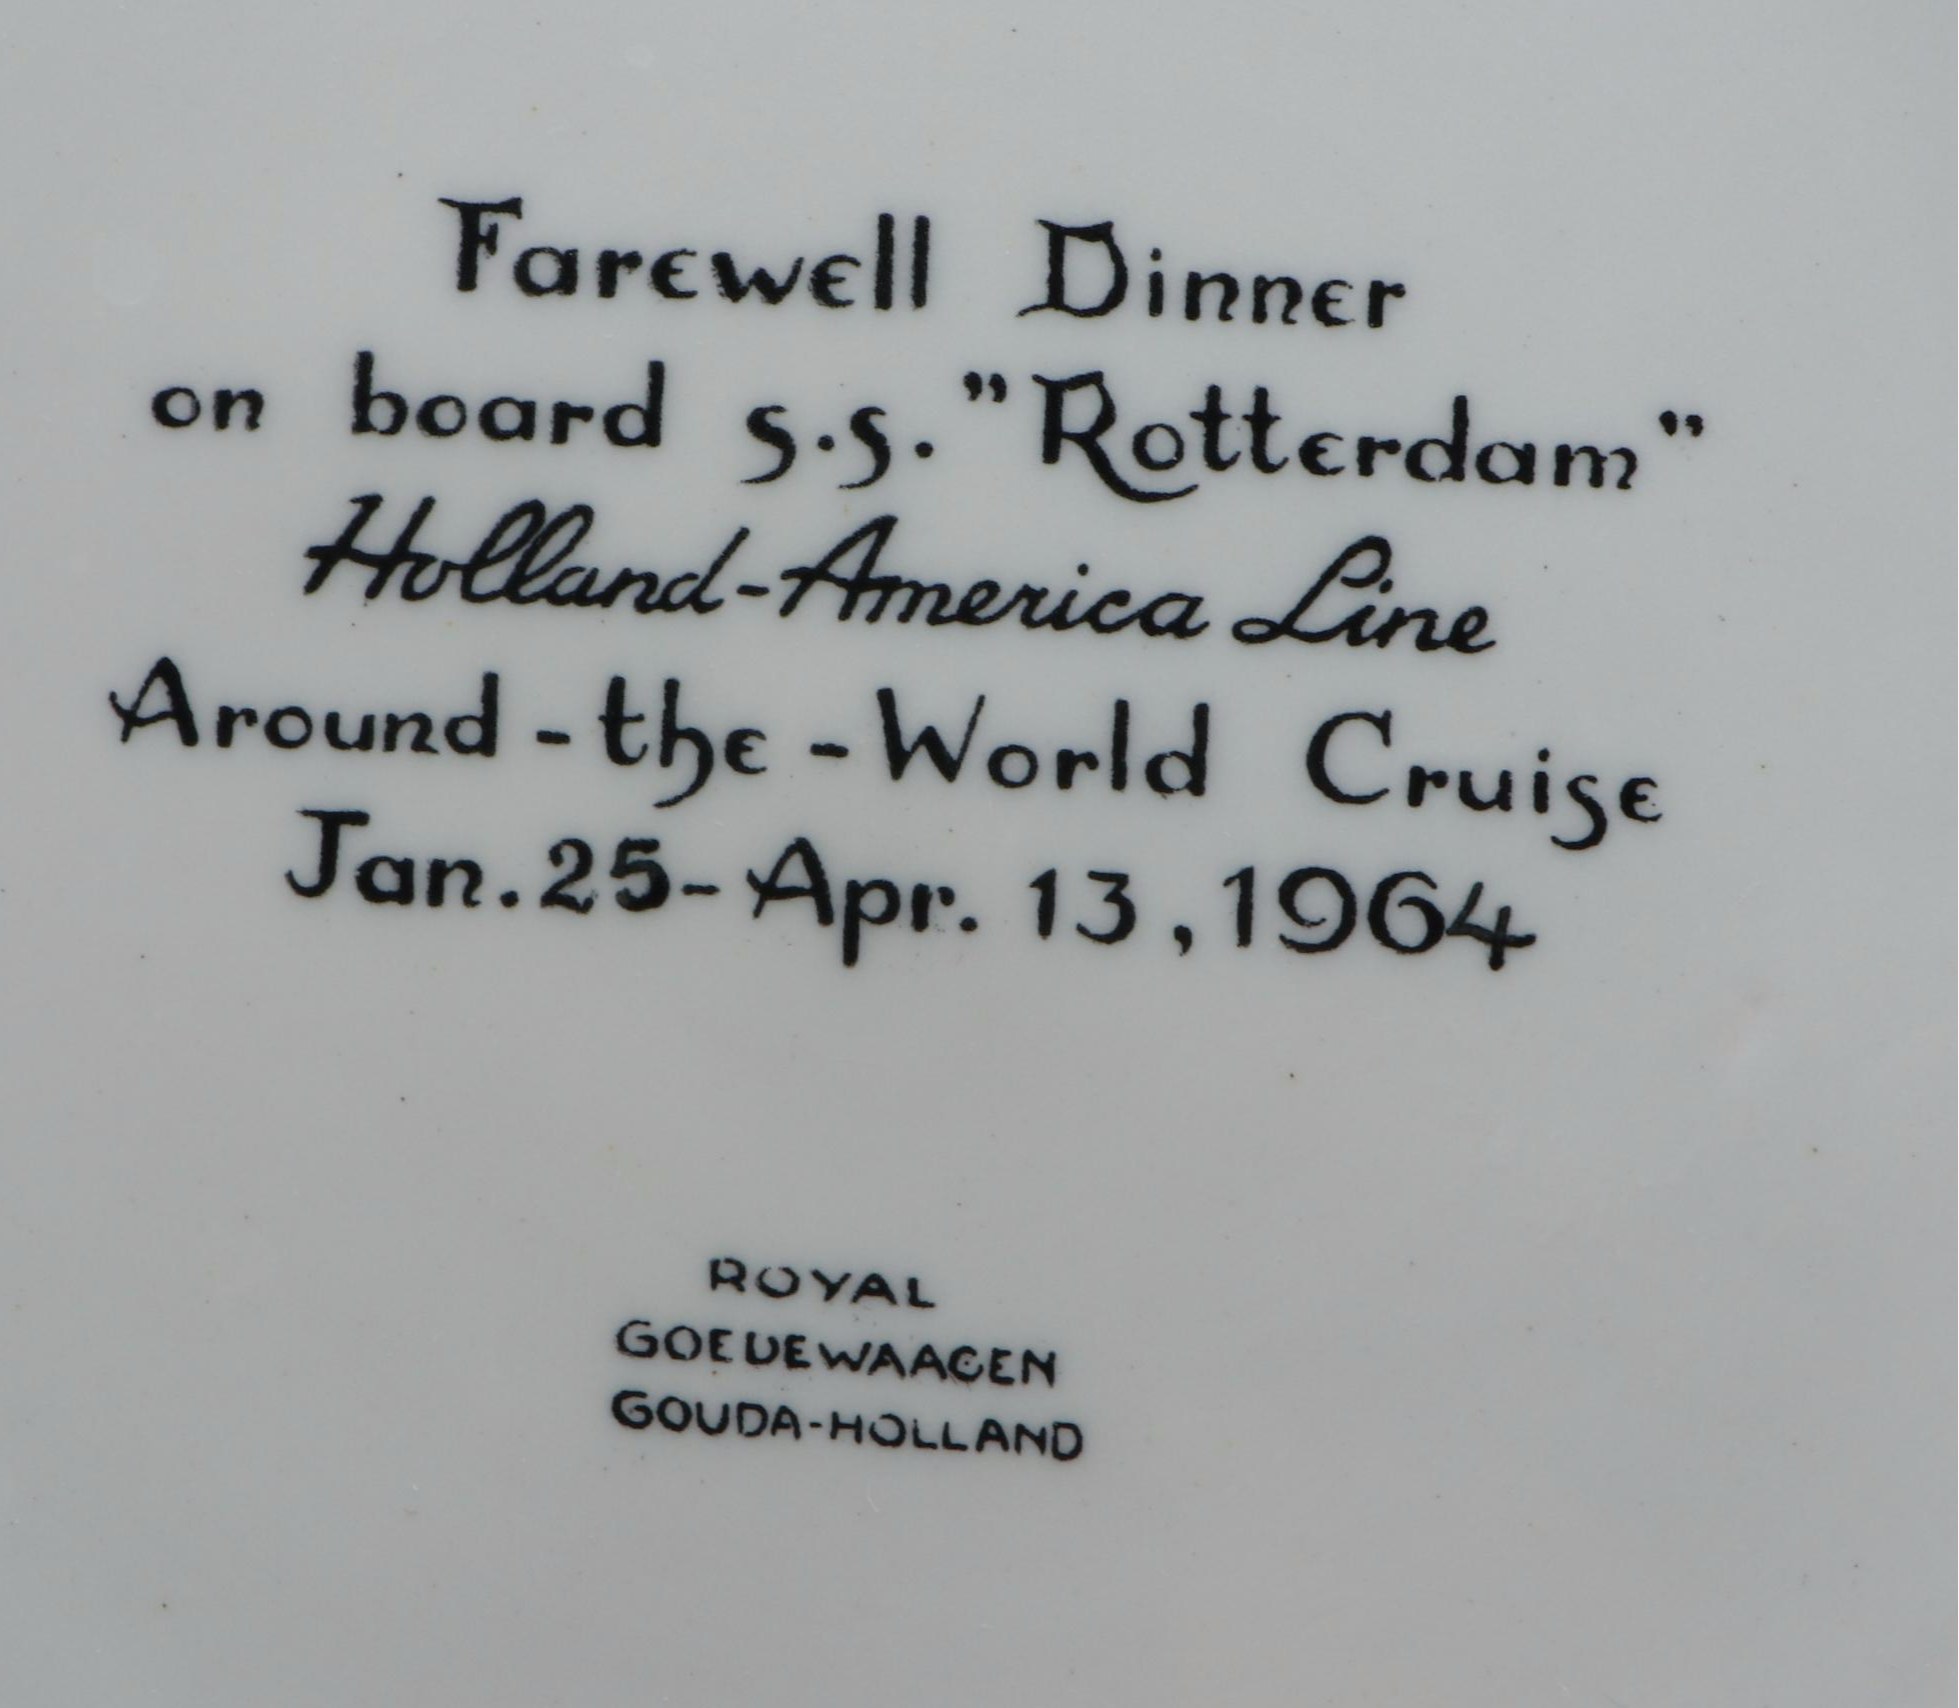 Farewell Dinner
on board s.s. "Rotterdam"
Holland-America Line
Around-the-World Cruise
Jan. 25-Apr. 13, 1964
ROYAL
GOEDEWAAGEN
GOUDA-HOLLAND